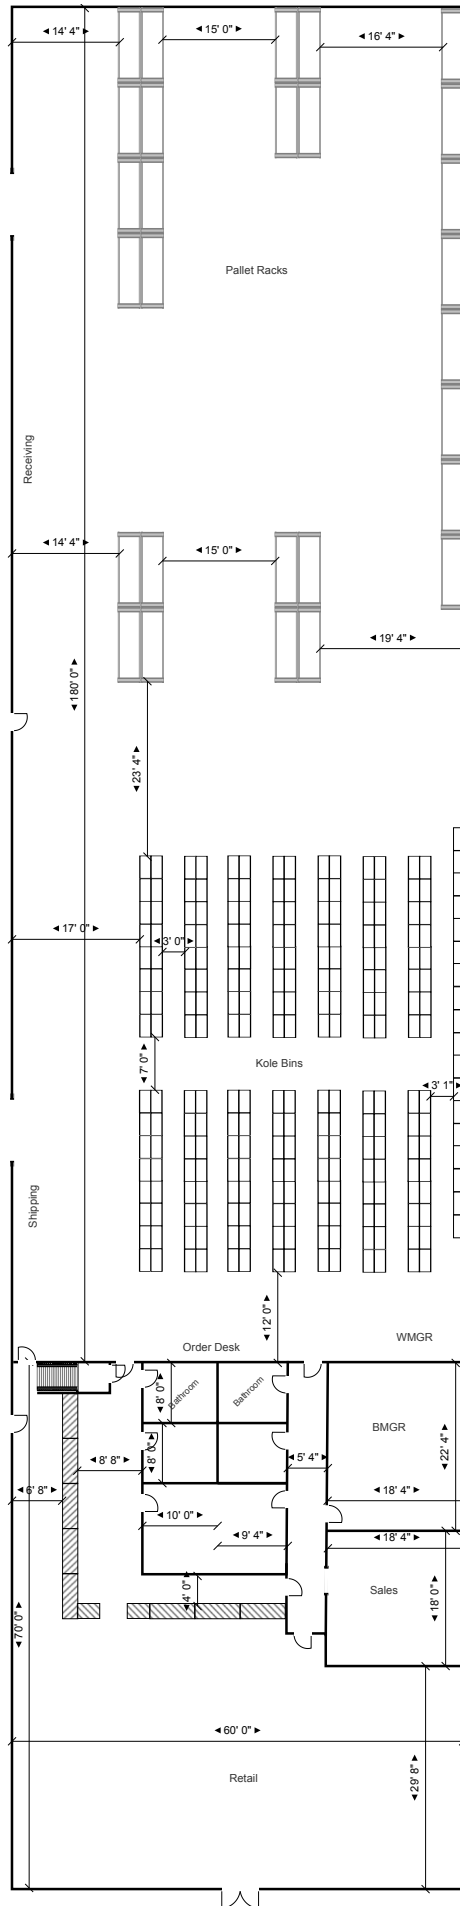 14' 4"
15' 0"
16' 4"
Pallet Racks
Receiving
14' 4"
15' 0"
19' 4"
180' 0"
23' 4"
17' 0"
3' 0"
7' 0"
Kole Bins
3' 1"
Shipping
12' 0"
WMGR
Order Desk
8' 0"
Bathroom
Bathroom
BMGR
22' 4"
8' 8"
8' 0"
5' 4"
6' 8"
18' 4"
10' 0"
9' 4"
18' 4"
4' 0"
Sales
18' 0"
70' 0"
60' 0"
Retail
29' 8"